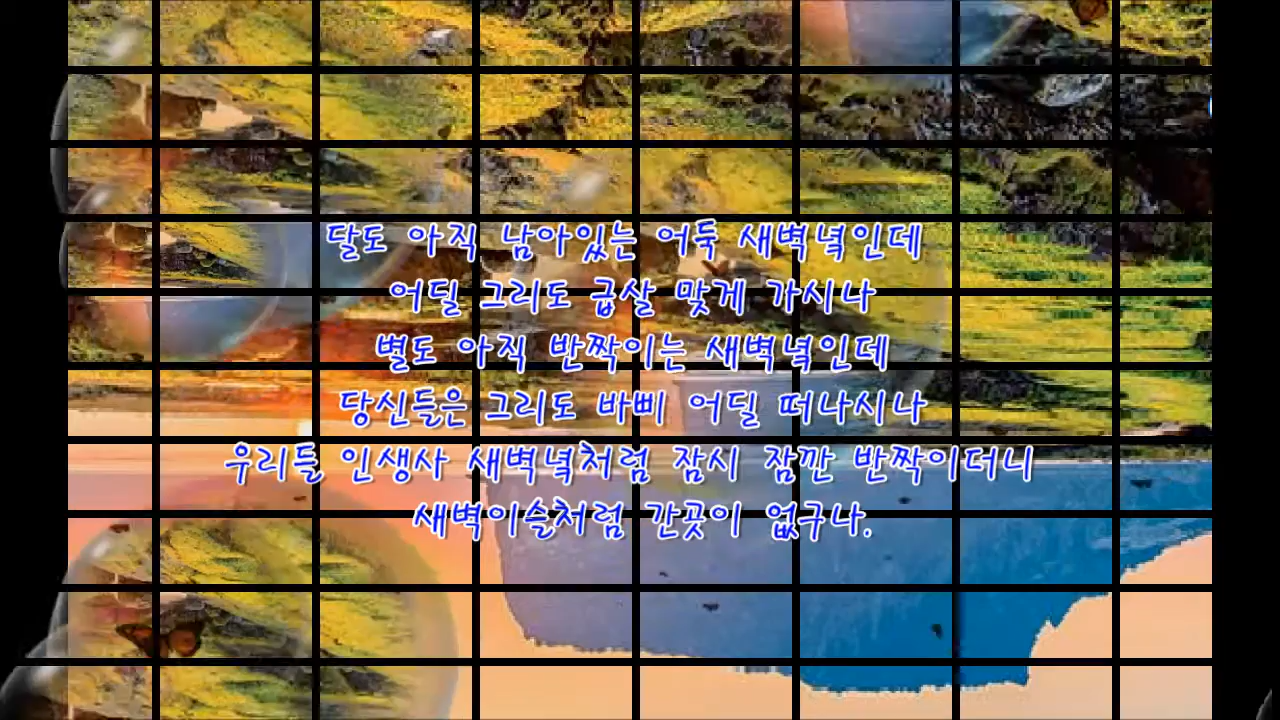 달도 아직 남아있는 어둑 새벽녘인데
어딜 그리도 급살 맞게 가시나
별도 아직 반짝이는 새벽녘인데
당신들은 그리도 바삐 어딜 떠나시나
우리들 인생사 새벽녘처럼 잠시 잠깐 반짝이더니
새벽이슬처럼 간곳이 없구나.